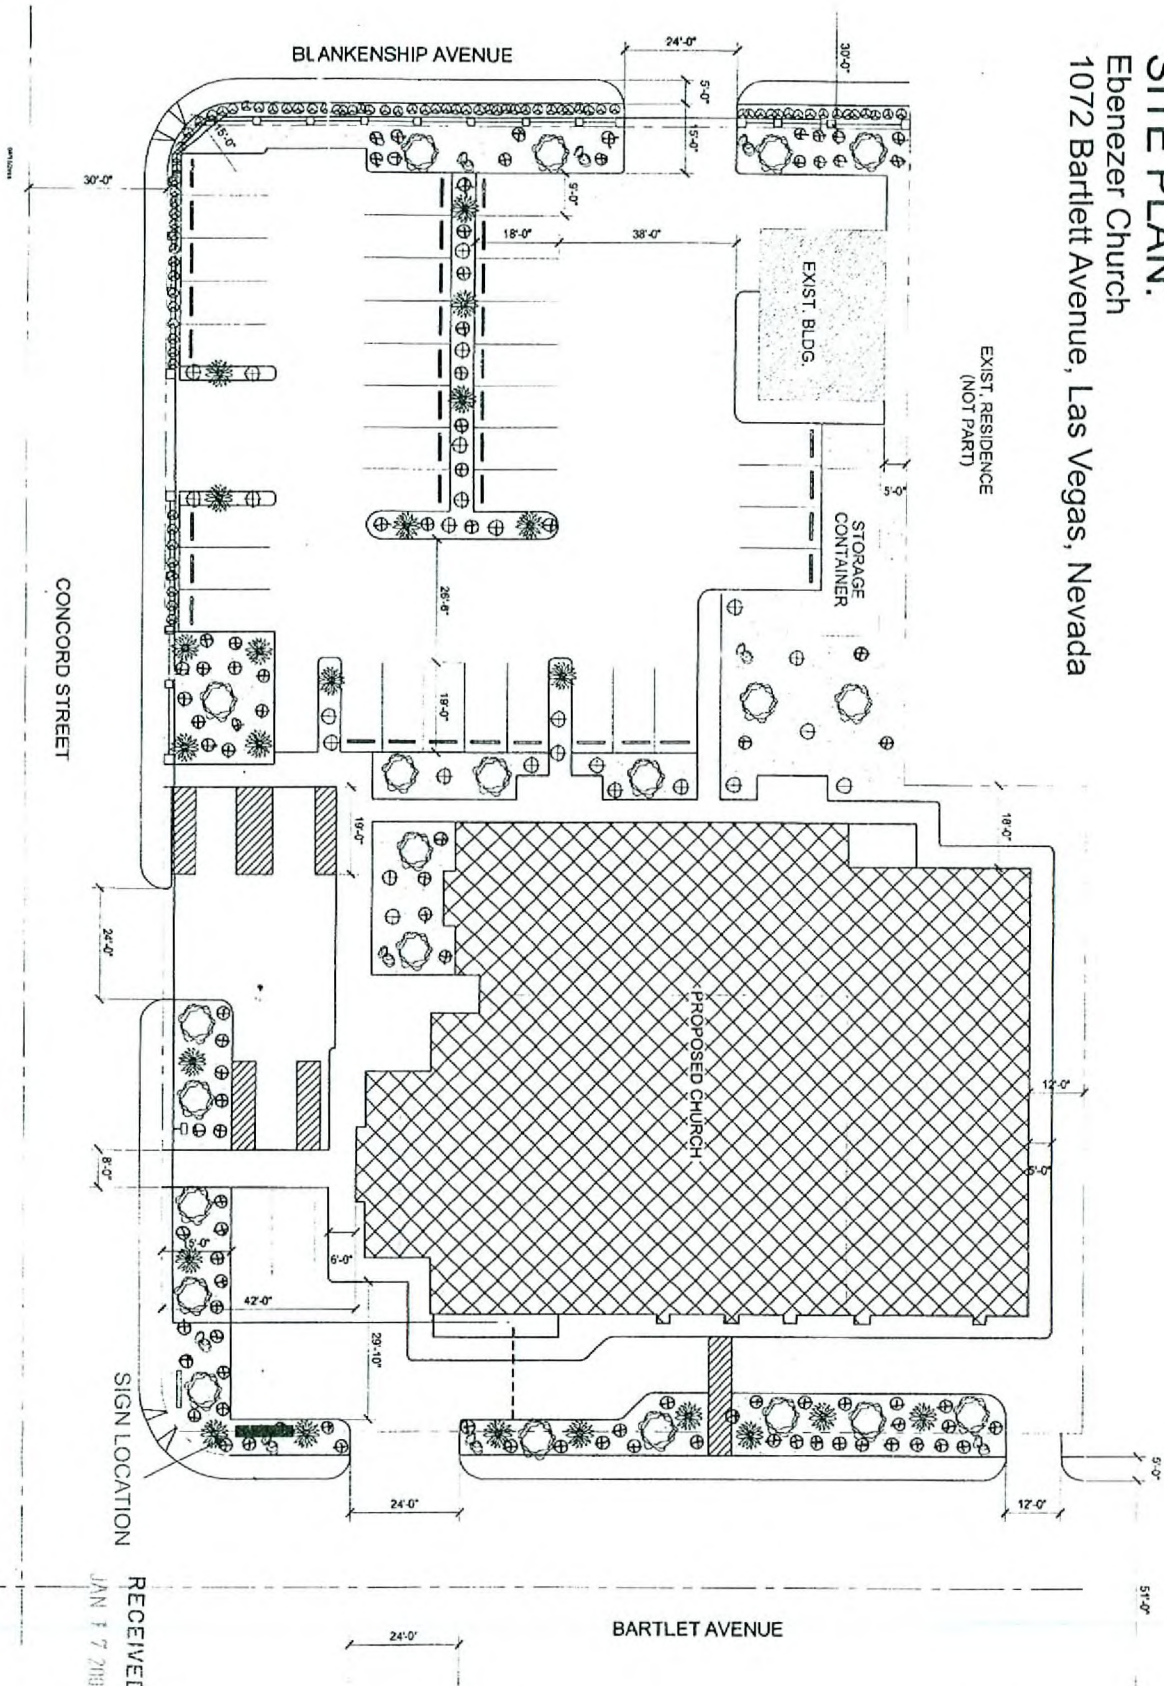 SITE PLAN.
Ebenezer Church
1072 Bartlett Avenue, Las Vegas, Nevada
BLANKENSHIP AVENUE
24'-0"
30'-0"
5'-0"
15'-0"
15'-0"
30'-0"
9'-0"
18'-0"
38'-0"
EXIST. BLDG.
EXIST. RESIDENCE
(NOT PART)
5'-0"
STORAGE
CONTAINER
CONCORD STREET
26'-6"
19'-0"
19'-0"
18'-0"
24'-0"
PROPOSED CHURCH
12'-0"
5'-0"
8'-0"
6'-0"
42'-0"
29'-10"
SIGN LOCATION
24'-0"
12'-0"
5'-0"
51'-0"
RECEIVED
JAN 17
BARTLET AVENUE
24'-0"